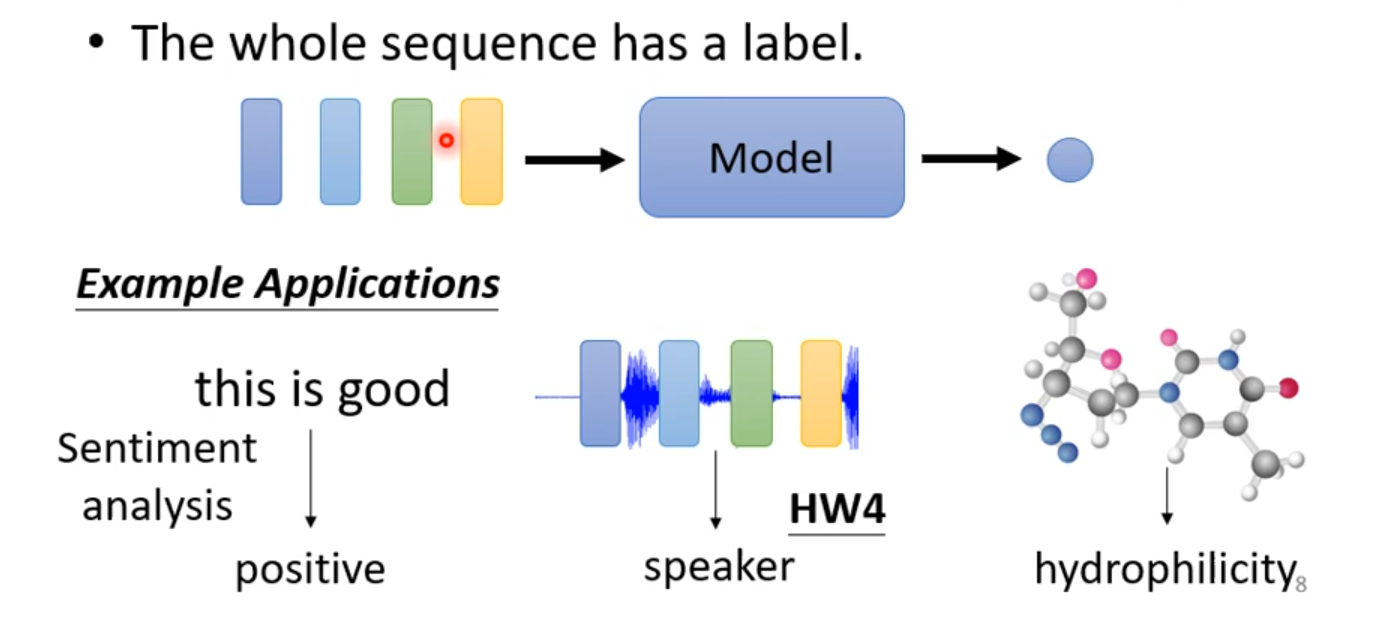 • The whole sequence has a label.
Model
Example Applications
this is good
Sentiment
analysis
positive
HW4
speaker
hydrophilicity
8